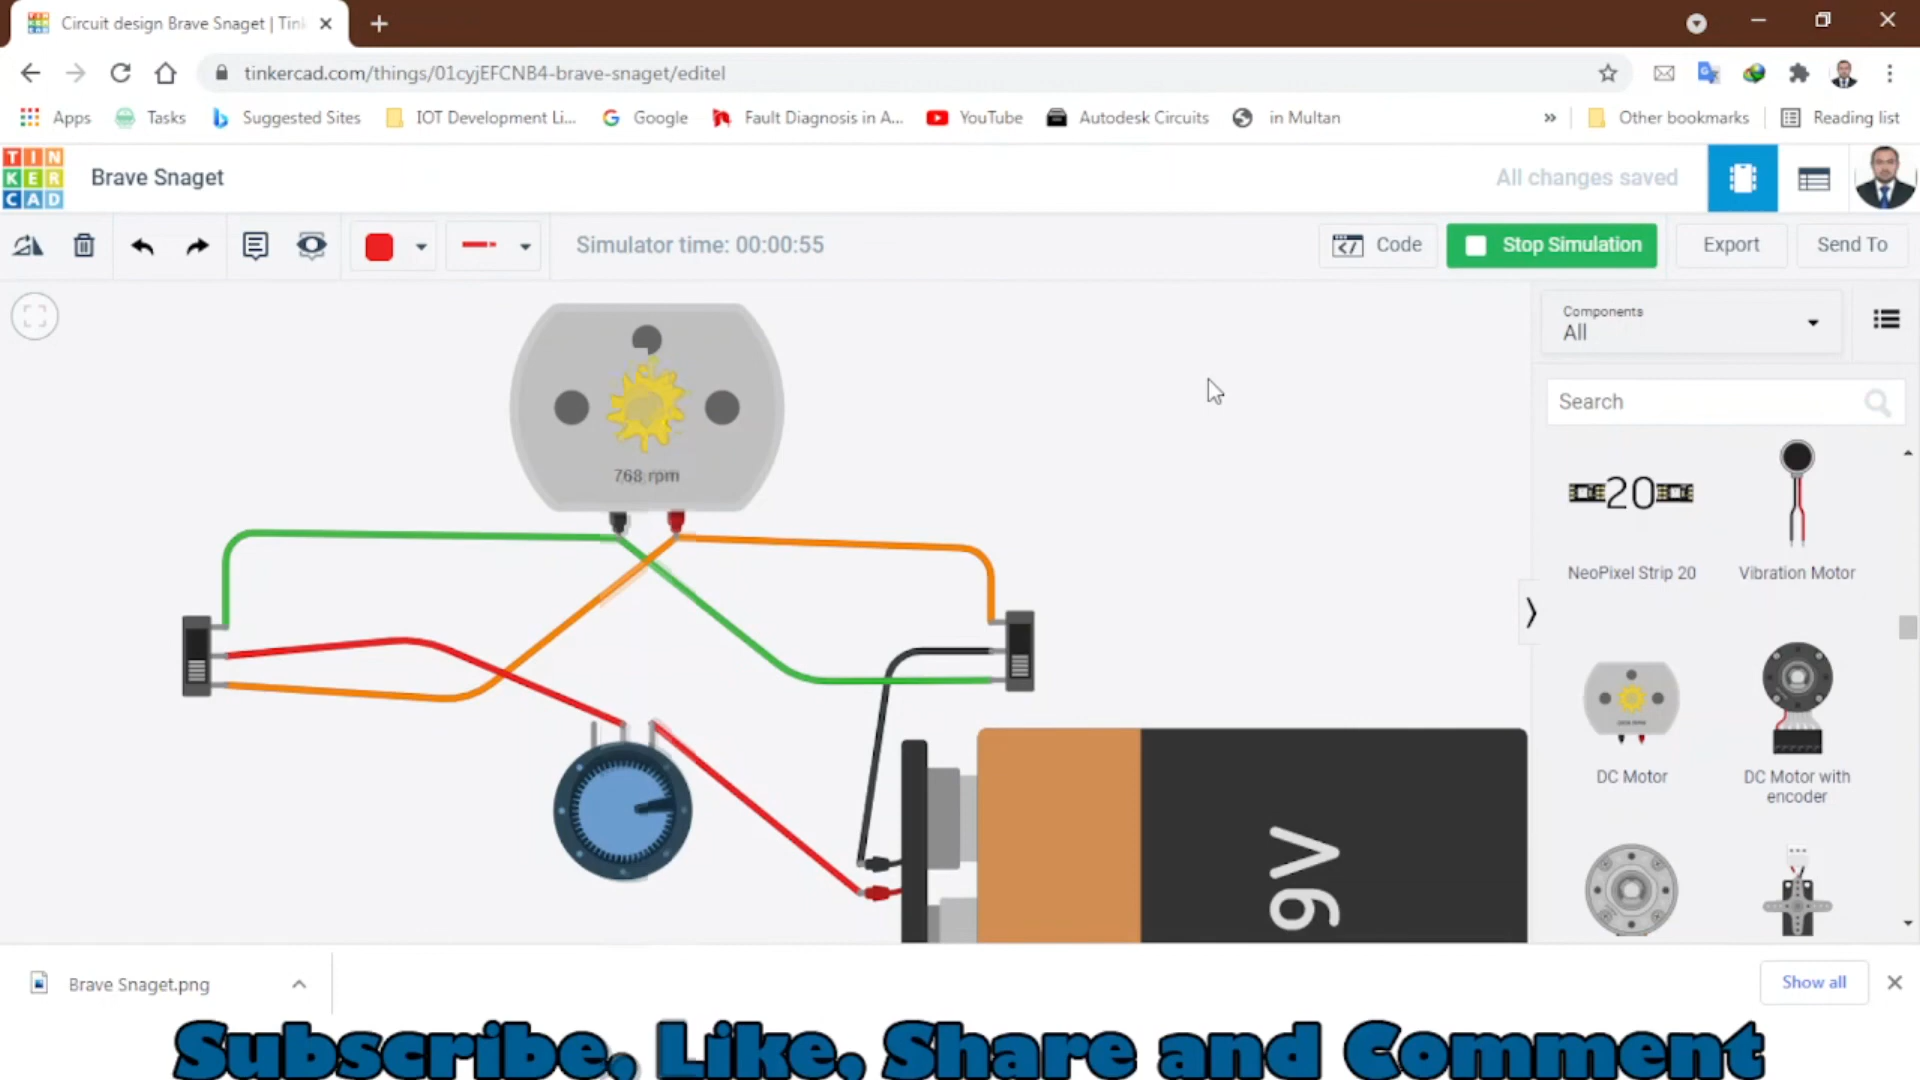 Circuit design Brave Snaget | Tin
tinkercad.com/things/01cyjEFCNB4-brave-snaget/editel
Apps
Tasks
Suggested Sites
IOT Development Li...
Google
Fault Diagnosis in A...
YouTube
Autodesk Circuits
in Multan
»
Other bookmarks
Reading list
TIN
KER
CAD
Brave Snaget
All changes saved
Simulator time: 00:00:55
Code
Stop Simulation
Export
Send To
Components
All
Search
768 rpm
20
NeoPixel Strip 20
Vibration Motor
DC Motor
DC Motor with
encoder
9V
Brave Snaget.png
Show all
Subscribe, Like, Share and Comment